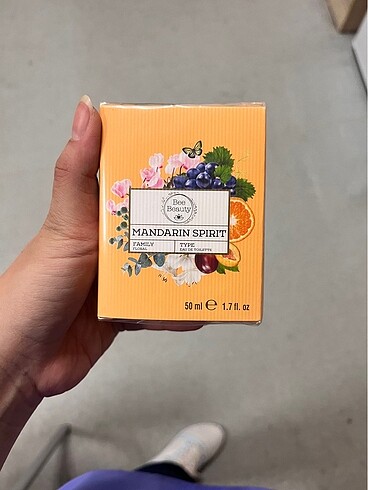 Bee
Beauty
MANDARIN SPIRIT
FAMILY
FLORAL
TYPE
EAU DE TOILETTE
50 ml ℮ 1.7 fl. oz